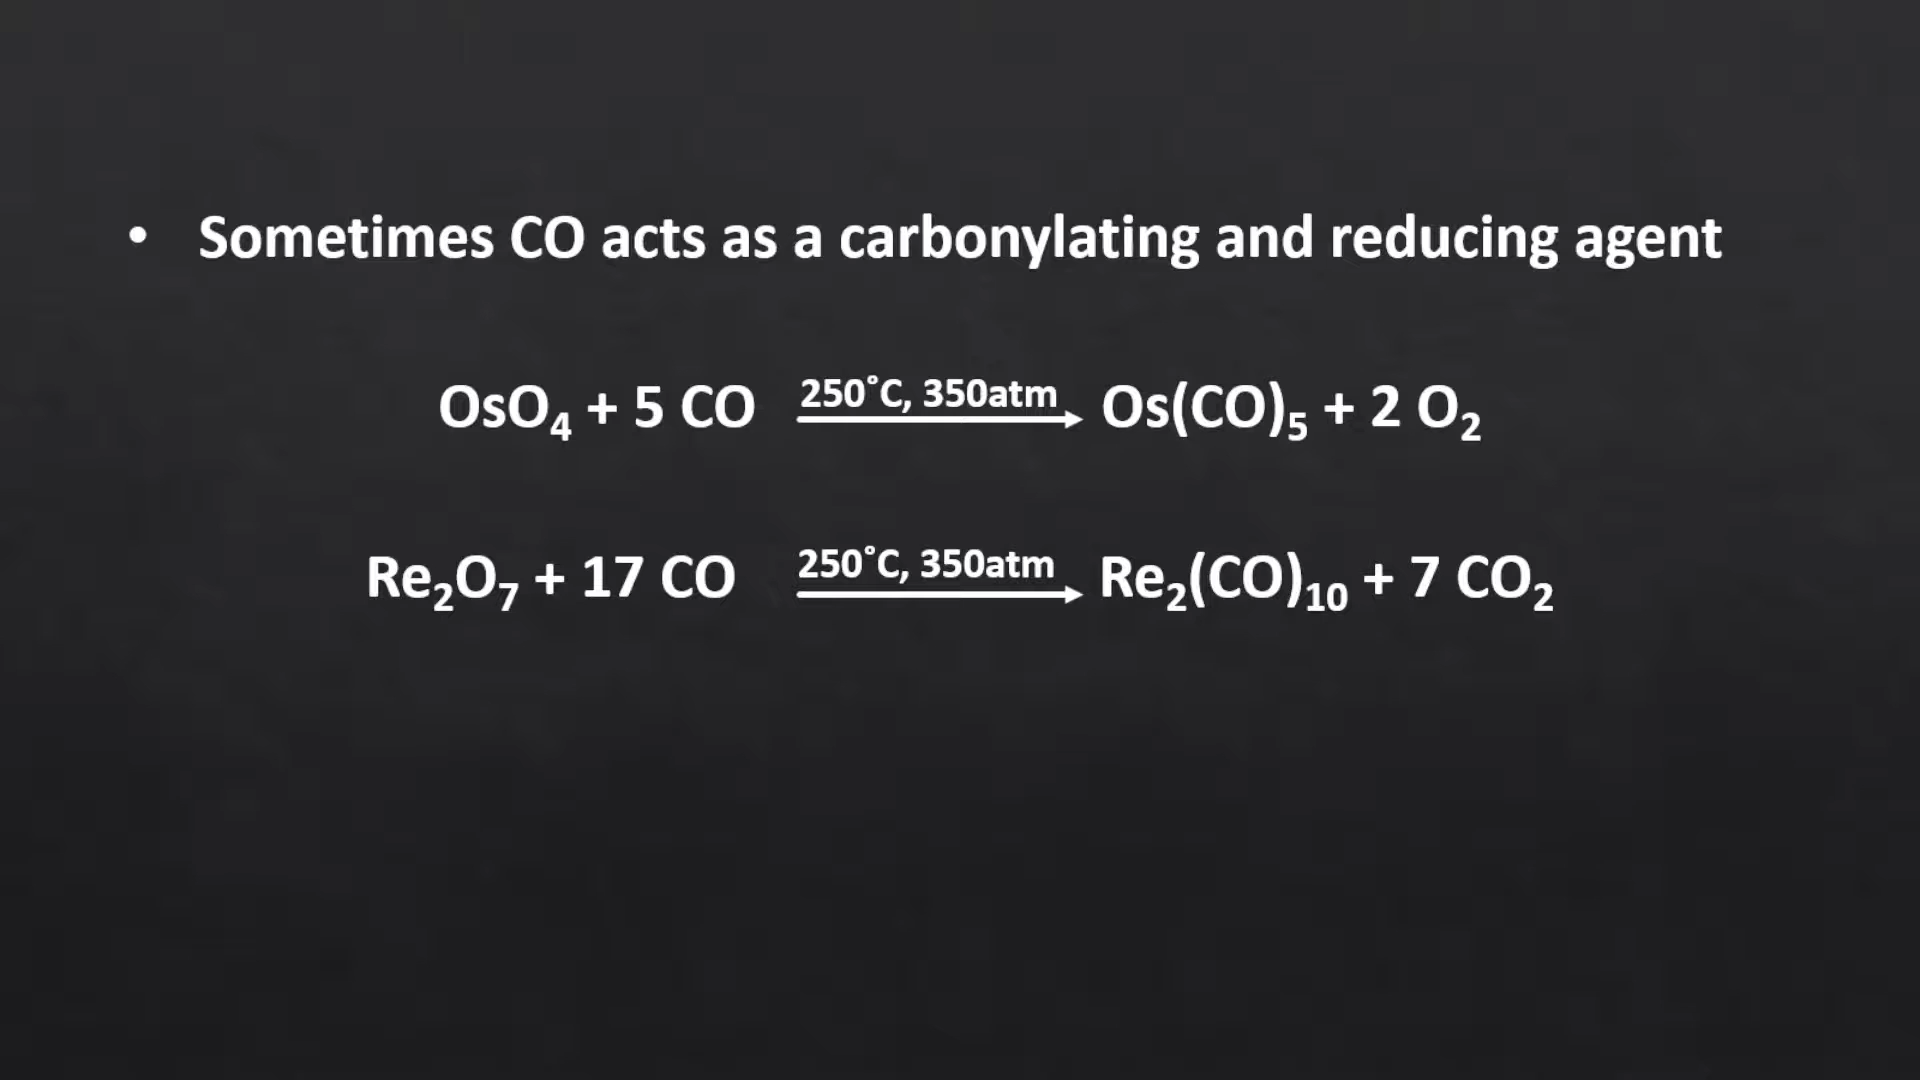 • Sometimes CO acts as a carbonylating and reducing agent
OsO₄ + 5 CO 250˚C, 350atm → Os(CO)₅ + 2 O₂
Re₂O₇ + 17 CO 250˚C, 350atm → Re₂(CO)₁₀ + 7 CO₂